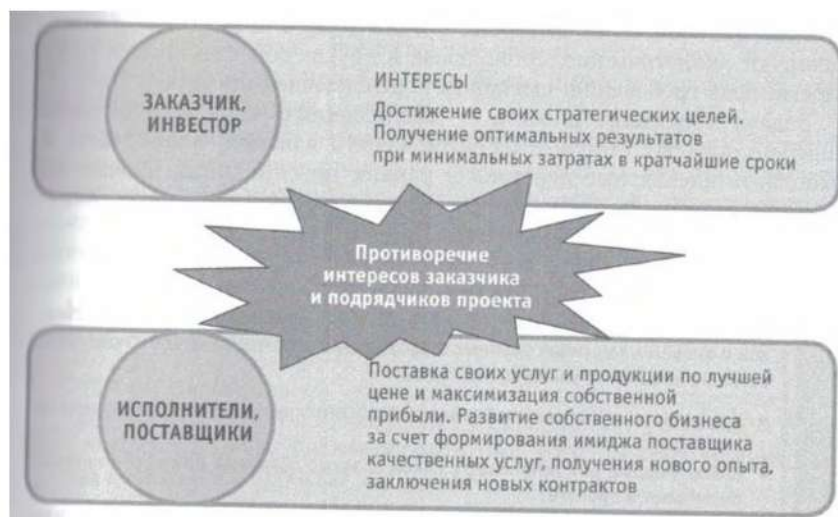 ЗАКАЗЧИК,
ИНВЕСТОР
ИНТЕРЕСЫ
Достижение своих стратегических целей.
Получение оптимальных результатов
при минимальных затратах в кратчайшие сроки
Противоречие
интересов заказчика
и подрядчиков проекта
ИСПОЛНИТЕЛИ,
ПОСТАВЩИКИ
Поставка своих услуг и продукции по лучшей
цене и максимизация собственной
прибыли. Развитие собственного бизнеса
за счет формирования имиджа поставщика
качественных услуг, получения нового опыта,
заключения новых контрактов